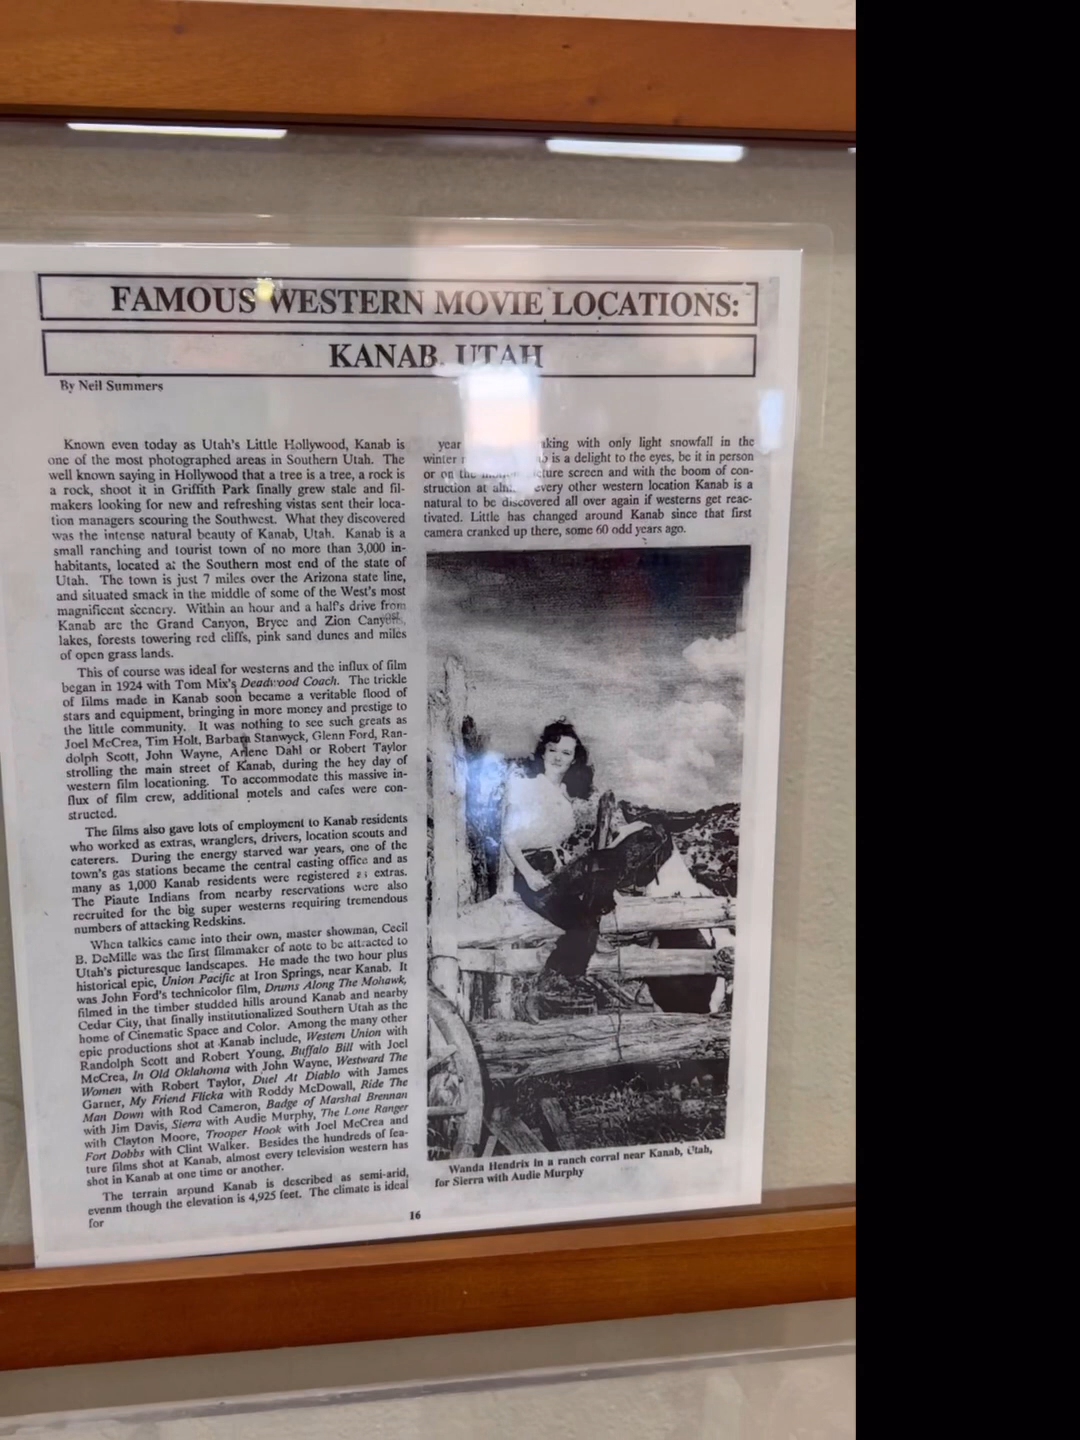 FAMOUS WESTERN MOVIE LOCATIONS:
KANAB, UTAH
By Neil Summers
Known even today as Utah's Little Hollywood, Kanab is
one of the most photographed areas in Southern Utah. The
well known saying in Hollywood that a tree is a tree, a rock is
a rock, shoot it in Griffith Park finally grew stale and fil-
makers looking for new and refreshing vistas sent their loca-
tion managers scouring the Southwest. What they discovered
was the intense natural beauty of Kanab, Utah. Kanab is a
small ranching and tourist town of no more than 3,000 in-
habitants, located at the Southern most end of the state of
Utah. The town is just 7 miles over the Arizona state line,
and situated smack in the middle of some of the West's most
magnificent scenery. Within an hour and a half's drive from
Kanab are the Grand Canyon, Bryce and Zion
lakes, forests towering red cliffs, pink sand dunes and miles
of open grass lands.
This of course was ideal for westerns and the influx of film
began in 1924 with Tom Mix's Deadwood Coach. The trickle
of films made in Kanab soon became a veritable flood of
stars and equipment, bringing in more money and prestige to
the little community. It was nothing to see such greats as
Joel McCrea, Tim Holt, Barbara Stanwyck, Glenn Ford, Ran-
dolph Scott, John Wayne, Arlene Dahl or Robert Taylor
strolling the main street of Kanab, during the hey day of
western film locationing. To accommodate this massive in-
flux of film crew, additional motels and cafes were con-
structed.
The films also gave lots of employment to Kanab residents
who worked as extras, wranglers, drivers, location scouts and
caterers. During the energy starved war years, one of the
town's gas stations became the central casting office and as
many as 1,000 Kanab residents were registered as extras.
The Piaute Indians from nearby reservations were also
recruited for the big super westerns requiring tremendous
numbers of attacking Redskins.
When talkies came into their own, master showman, Cecil
B. DeMille was the first filmmaker of note to be attracted to
Utah's picturesque landscapes. He made the two hour plus
historical epic, Union Pacific at Iron Springs, near Kanab. It
was John Ford's technicolor film, Drums Along The Mohawk,
filmed in the timber studded hills around Kanab and nearby
Cedar City, that finally institutionalized Southern Utah as the
home of Cinematic Space and Color. Among the many other
epic productions shot at Kanab include, Western Union with
Randolph Scott and Robert Young, Buffalo Bill with Joel
McCrea, In Old Oklahoma with John Wayne, Westward The
Women with Robert Taylor, Duel At Diablo with James
Garner, My Friend Flicka with Roddy McDowall, Ride The
Man Down with Rod Cameron, Badge of Marshal Brennan
with Jim Davis, Sierra with Audie Murphy, The Lone Ranger
with Clayton Moore, Trooper Hook with Joel McCrea and
Fort Dobbs with Clint Walker. Besides the hundreds of fea-
ture films shot at Kanab, almost every television western has
shot in Kanab at one time or another.
The terrain around Kanab is described as semi-arid,
evenm though the elevation is 4,925 feet. The climate is ideal
for
year with only light snowfall in the
winter is a delight to the eyes, be it in person
or on the screen and with the boom of con-
struction at every other western location Kanab is a
natural to be discovered all over again if westerns get reac-
tivated. Little has changed around Kanab since that first
camera cranked up there, some 60 odd years ago.
Wanda Hendrix in a ranch corral near Kanab, Utah,
for Sierra with Audie Murphy
16